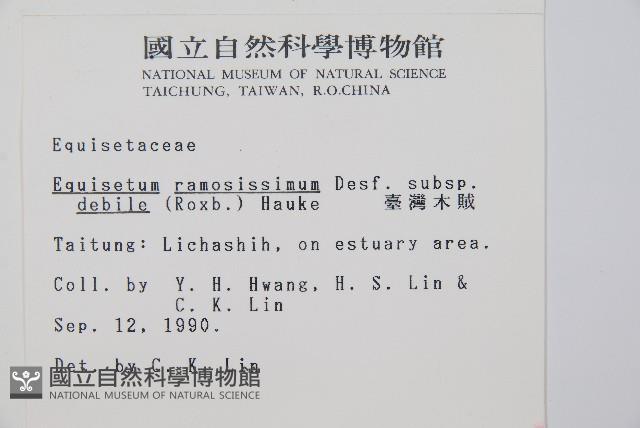 國立自然科學博物館
NATIONAL MUSEUM OF NATURAL SCIENCE
TAICHUNG, TAIWAN, R.O.CHINA
Equisetaceae
Equisetum ramosissimum Desf. subsp.
debile (Roxb.) Hauke 臺灣木賊
Taitung: Lichashih, on estuary area.
Coll. by Y. H. Hwang, H. S. Lin &
C. K. Lin
Sep. 12, 1990.
Det. by C. K. Lin
國立自然科學博物館
NATIONAL MUSEUM OF NATURAL SCIENCE